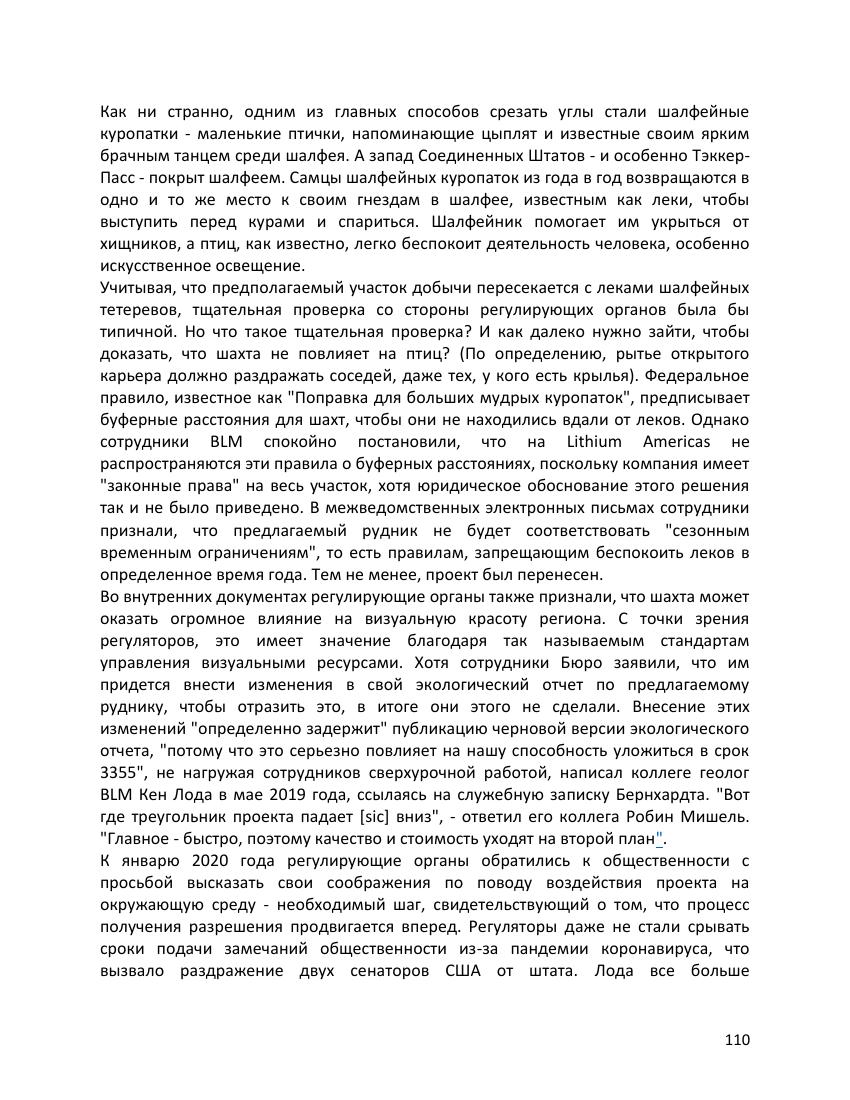 Как ни странно, одним из главных способов срезать углы стали шалфейные
куропатки - маленькие птички, напоминающие цыплят и известные своим ярким
брачным танцем среди шалфея. А запад Соединенных Штатов - и особенно Тэккер-
Пасс - покрыт шалфеем. Самцы шалфейных куропаток из года в год возвращаются в
одно и то же место к своим гнездам в шалфее, известным как леки, чтобы
выступить перед курами и спариться. Шалфейник помогает им укрыться от
хищников, а птиц, как известно, легко беспокоит деятельность человека, особенно
искусственное освещение.
Учитывая, что предполагаемый участок добычи пересекается с леками шалфейных
тетеревов, тщательная проверка со стороны регулирующих органов была бы
типичной. Но что такое тщательная проверка? И как далеко нужно зайти, чтобы
доказать, что шахта не повлияет на птиц? (По определению, рытье открытого
карьера должно раздражать соседей, даже тех, у кого есть крылья). Федеральное
правило, известное как "Поправка для больших мудрых куропаток", предписывает
буферные расстояния для шахт, чтобы они не находились вдали от леков. Однако
сотрудники BLM спокойно постановили, что на Lithium Americas не
распространяются эти правила о буферных расстояниях, поскольку компания имеет
"законные права" на весь участок, хотя юридическое обоснование этого решения
так и не было приведено. В межведомственных электронных письмах сотрудники
признали, что предлагаемый рудник не будет соответствовать "сезонным
временным ограничениям", то есть правилам, запрещающим беспокоить леков в
определенное время года. Тем не менее, проект был перенесен.
Во внутренних документах регулирующие органы также признали, что шахта может
оказать огромное влияние на визуальную красоту региона. С точки зрения
регуляторов, это имеет значение благодаря так называемым стандартам
управления визуальными ресурсами. Хотя сотрудники Бюро заявили, что им
придется внести изменения в свой экологический отчет по предлагаемому
руднику, чтобы отразить это, в итоге они этого не сделали. Внесение этих
изменений "определенно задержит" публикацию черновой версии экологического
отчета, "потому что это серьезно повлияет на нашу способность уложиться в срок
3355", не нагружая сотрудников сверхурочной работой, написал коллеге геолог
BLM Кен Лода в мае 2019 года, ссылаясь на служебную записку Бернхардта. "Вот
где треугольник проекта падает [sic] вниз", - ответил его коллега Робин Мишель.
"Главное - быстро, поэтому качество и стоимость уходят на второй план".
К январю 2020 года регулирующие органы обратились к общественности с
просьбой высказать свои соображения по поводу воздействия проекта на
окружающую среду - необходимый шаг, свидетельствующий о том, что процесс
получения разрешения продвигается вперед. Регуляторы даже не стали срывать
сроки подачи замечаний общественности из-за пандемии коронавируса, что
вызвало раздражение двух сенаторов США от штата. Лода все больше
110